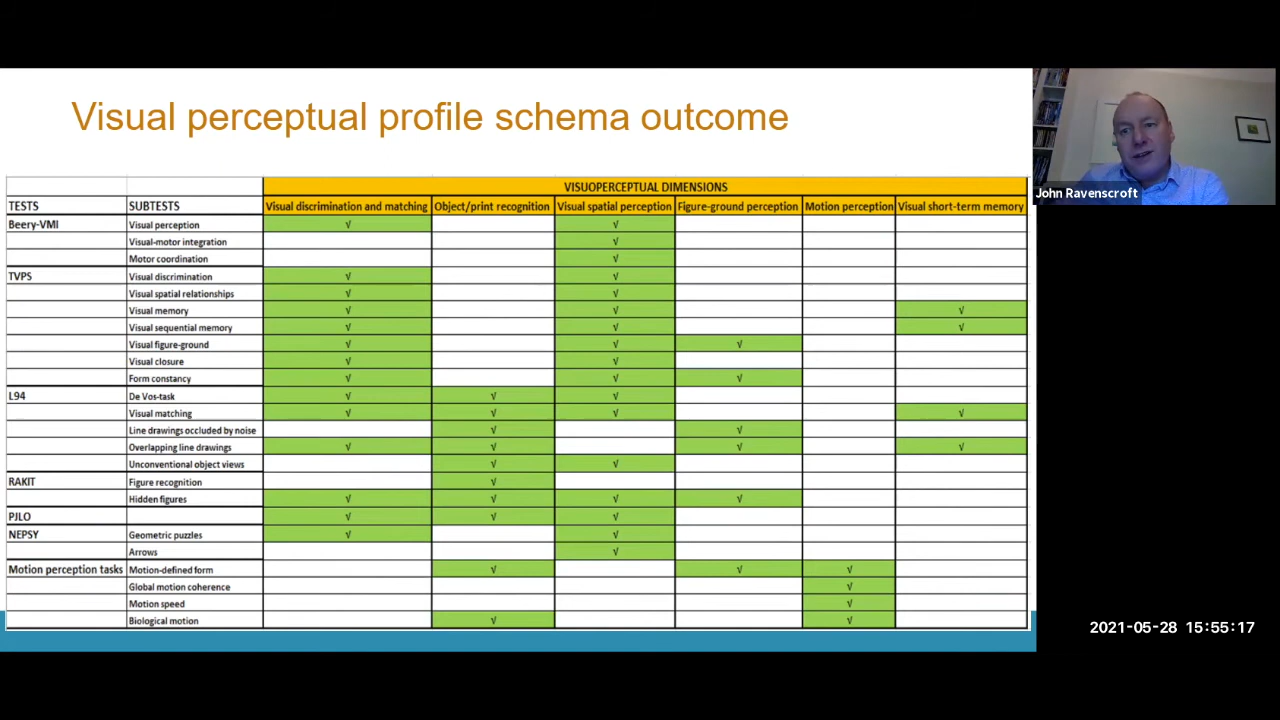 Visual perceptual profile schema outcome
John Ravenscroft
VISUOPERCEPTUAL DIMENSIONS
TESTS SUBTESTS Visual discrimination and matching Object/print recognition Visual spatial perception Figure-ground perception Motion perception Visual short-term memory
Beery-VMI Visual perception √ √
Visual-motor integration √
Motor coordination √
TVPS Visual discrimination √ √
Visual spatial relationships √ √
Visual memory √ √ √
Visual sequential memory √ √ √
Visual figure-ground √ √ √
Visual closure √ √
Form constancy √ √ √
L94 De Vos-task √ √ √
Visual matching √ √ √ √
Line drawings occluded by noise √ √
Overlapping line drawings √ √ √ √
Unconventional object views √ √
RAKIT Figure recognition √
Hidden figures √ √ √ √
PJLO √ √ √
NEPSY Geometric puzzles √ √
Arrows √
Motion perception tasks Motion-defined form √ √ √
Global motion coherence √
Motion speed √
Biological motion √ √
2021-05-28 15:55:17